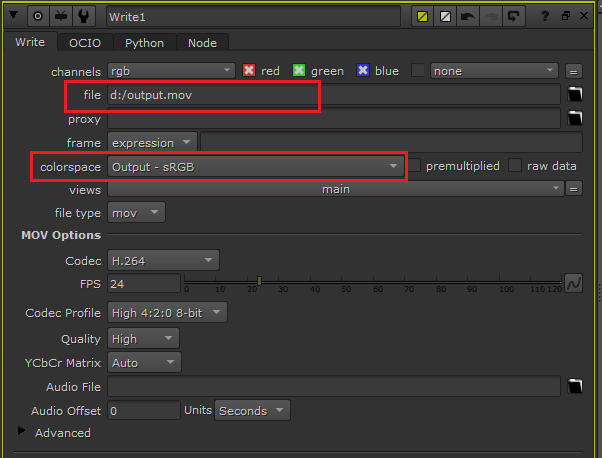 Write1 ? x
Write OCIO Python Node
channels rgb red green blue none =
file d:/output.mov
proxy
frame expression
colorspace Output - sRGB premultiplied raw data
views main =
file type mov
MOV Options
Codec H.264
FPS 24 0 10 20 30 40 50 60 70 80 90 100 110 120
Codec Profile High 4:2:0 8-bit
Quality High
YCbCr Matrix Auto
Audio File
Audio Offset 0 Units Seconds
Advanced